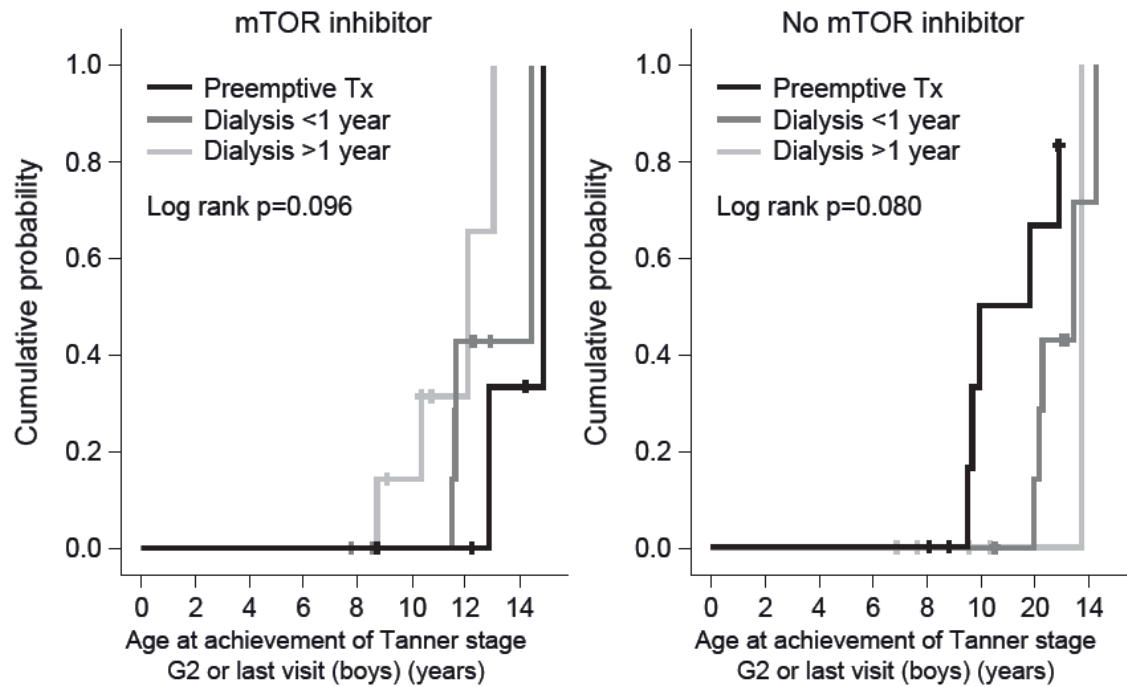 mTOR inhibitor
1.0
0.8
0.6
0.4
0.2
0.0
Cumulative probability
Preemptive Tx
Dialysis <1 year
Dialysis >1 year
Log rank p=0.096
0 2 4 6 8 10 12 14
Age at achievement of Tanner stage
G2 or last visit (boys) (years)
No mTOR inhibitor
1.0
0.8
0.6
0.4
0.2
0.0
Cumulative probability
Preemptive Tx
Dialysis <1 year
Dialysis >1 year
Log rank p=0.080
0 2 4 6 8 10 20 14
Age at achievement of Tanner stage
G2 or last visit (boys) (years)